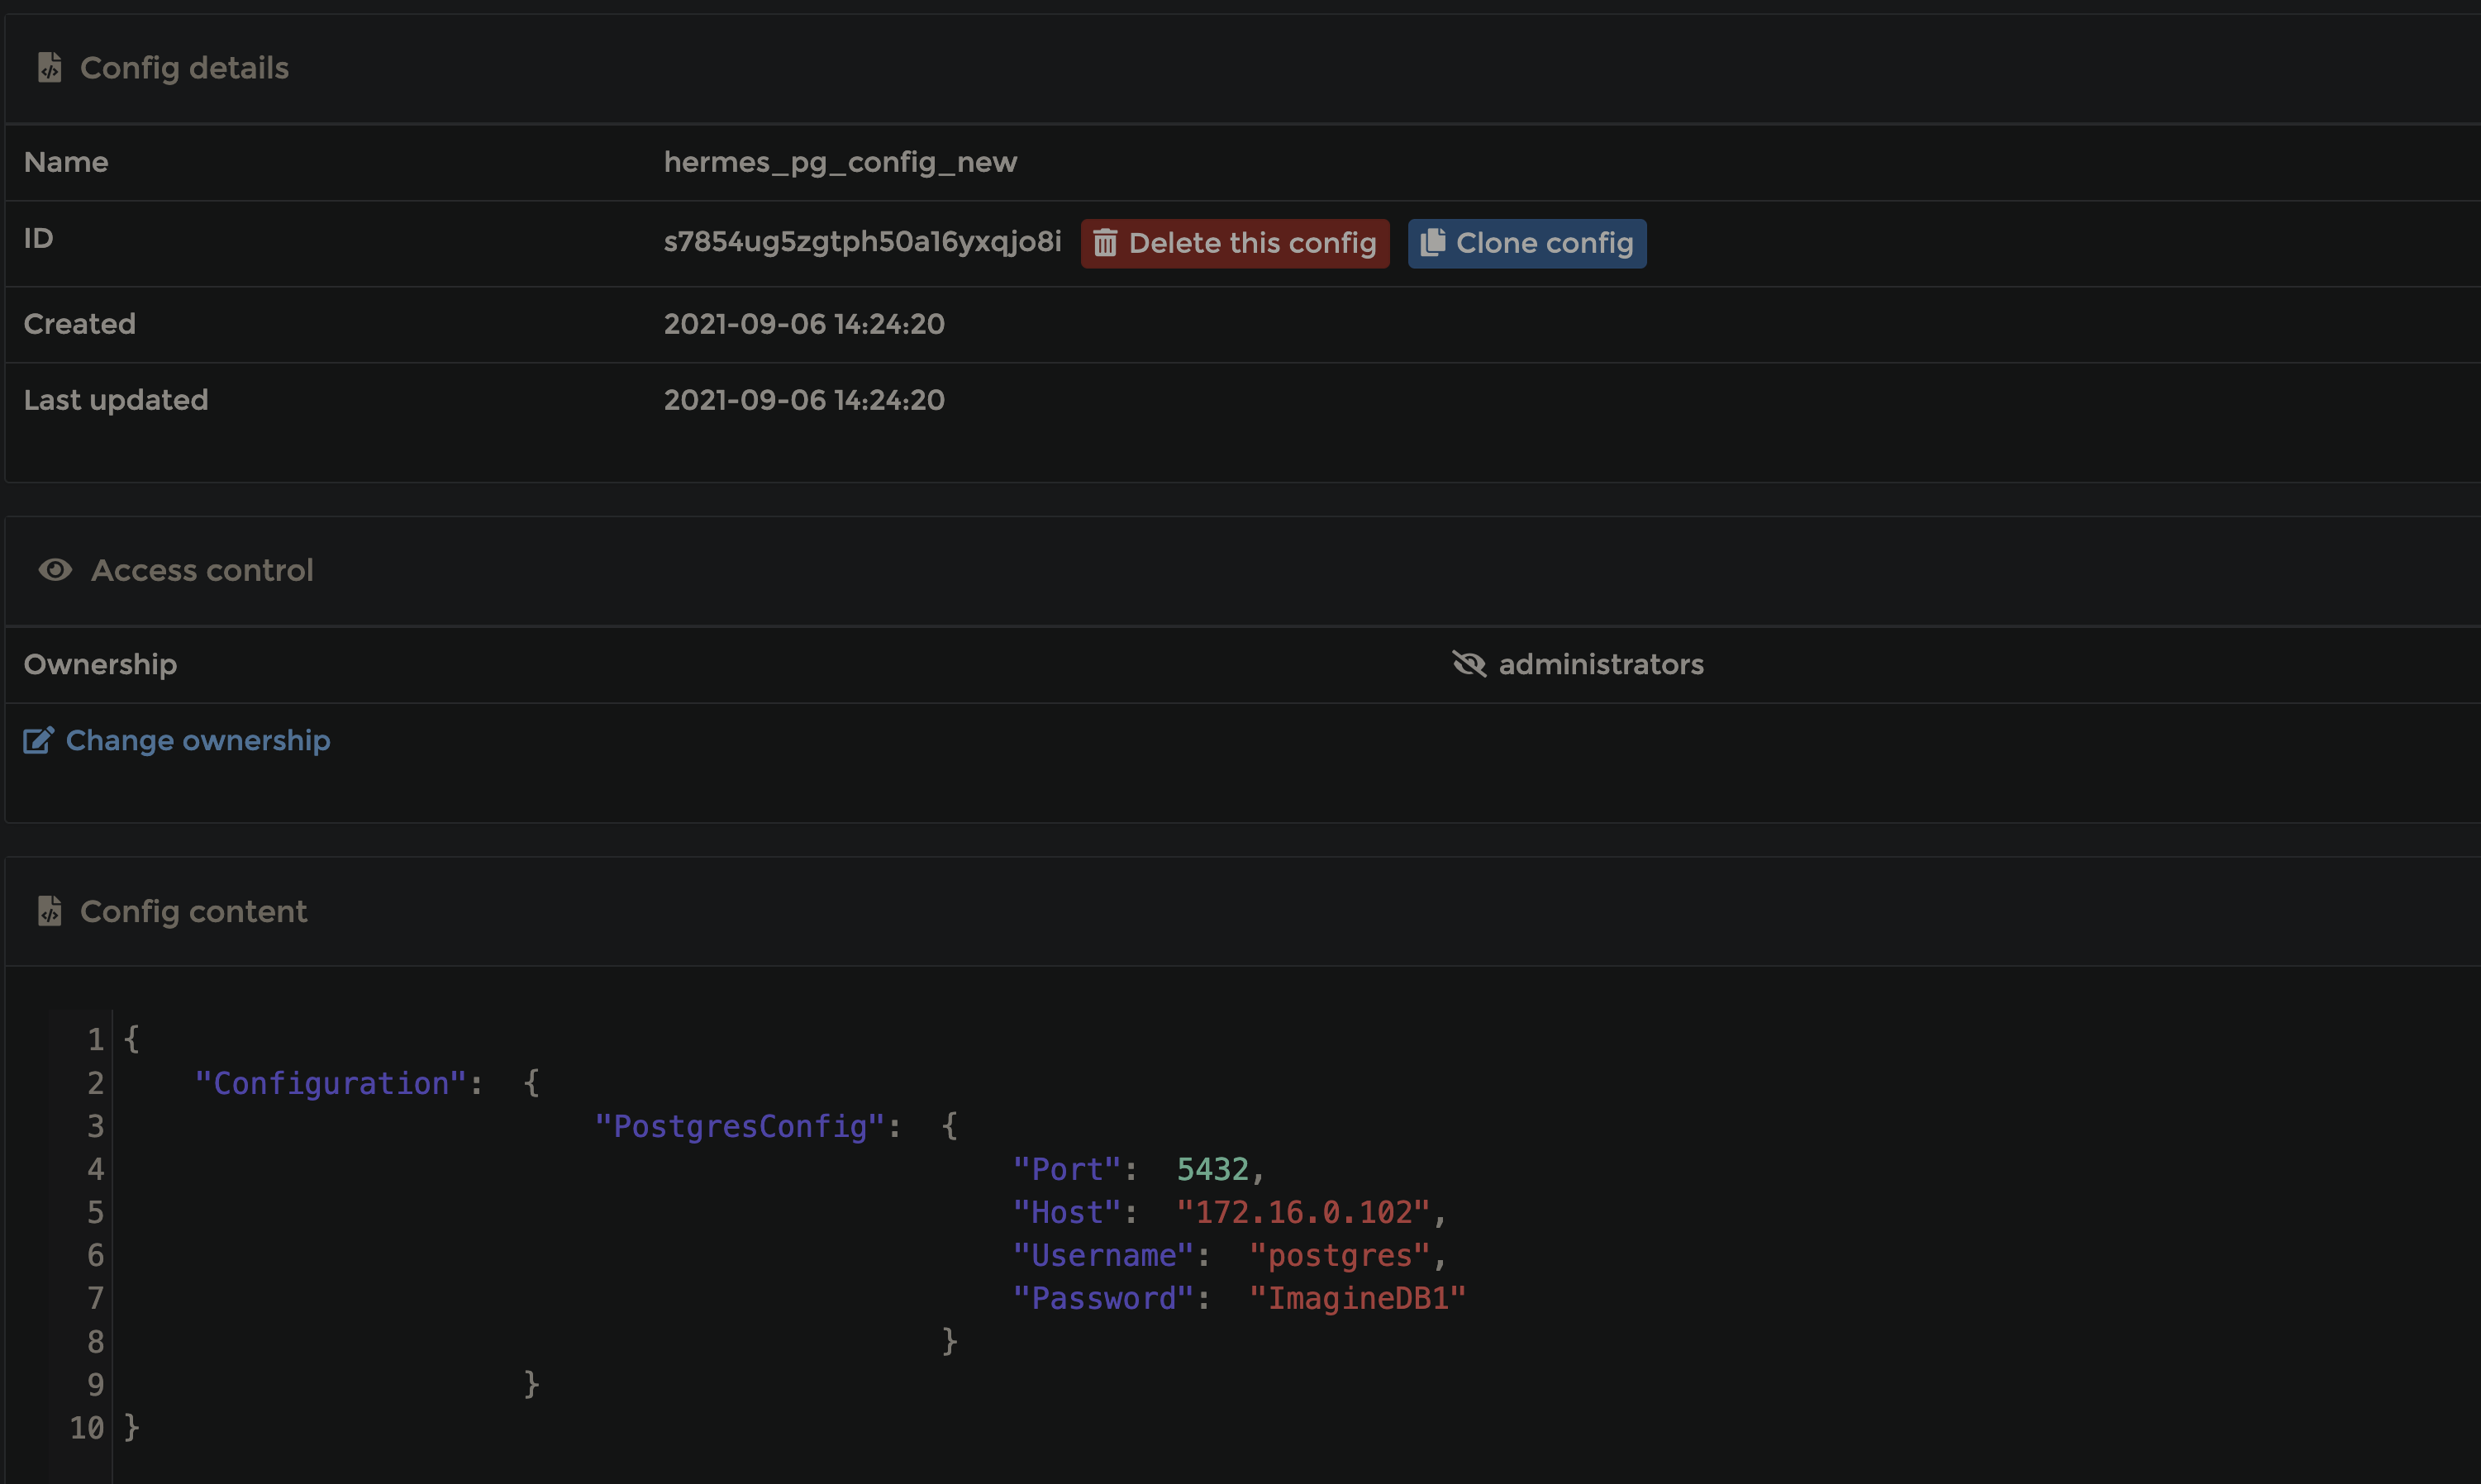 Config details
Name hermes_pg_config_new
ID s7854ug5zgtph50a16yxqjo8i Delete this config Clone config
Created 2021-09-06 14:24:20
Last updated 2021-09-06 14:24:20
Access control
Ownership administrators
Change ownership
Config content
1 {
2 "Configuration": {
3 "PostgresConfig": {
4 "Port": 5432,
5 "Host": "172.16.0.102",
6 "Username": "postgres",
7 "Password": "ImagineDB1"
8 }
9 }
10 }